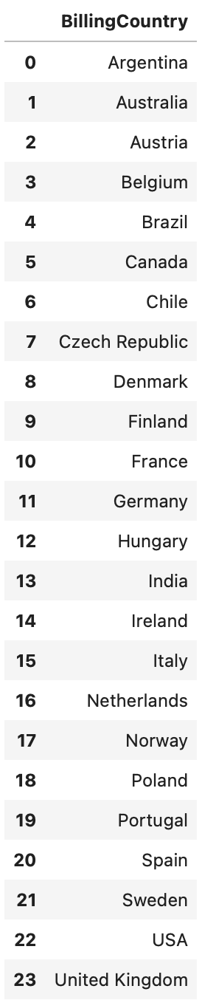 BillingCountry
0 Argentina
1 Australia
2 Austria
3 Belgium
4 Brazil
5 Canada
6 Chile
7 Czech Republic
8 Denmark
9 Finland
10 France
11 Germany
12 Hungary
13 India
14 Ireland
15 Italy
16 Netherlands
17 Norway
18 Poland
19 Portugal
20 Spain
21 Sweden
22 USA
23 United Kingdom